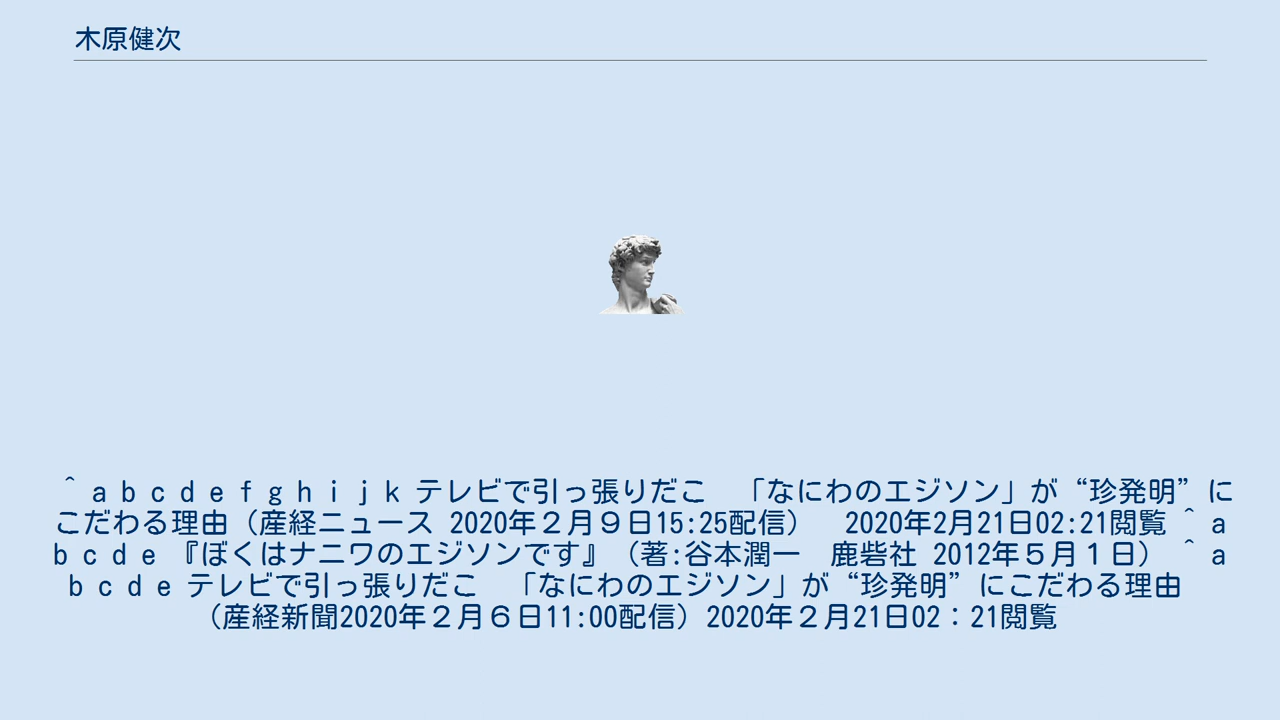 木原健次
^ a b c d e f g h i j k テレビで引っ張りだこ　「なにわのエジソン」が“珍発明”に
こだわる理由（産経ニュース 2020年２月９日15:25配信）　2020年2月21日02:21閲覧 ^ a
b c d e 『ぼくはナニワのエジソンです』（著:谷本潤一　鹿砦社 2012年５月１日） ^ a
b c d e テレビで引っ張りだこ　「なにわのエジソン」が“珍発明”にこだわる理由
（産経新聞2020年２月６日11:00配信）2020年２月21日02：21閲覧